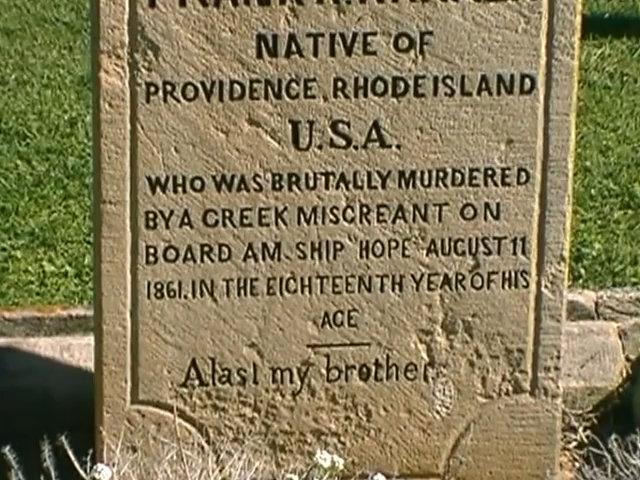 NATIVE OF
PROVIDENCE, RHODE ISLAND
U.S.A.
WHO WAS BRUTALLY MURDERED
BY A GREEK MISCREANT ON
BOARD AM. SHIP "HOPE" AUGUST 11
1861. IN THE EIGHTEENTH YEAR OF HIS
AGE
Alas! my brother